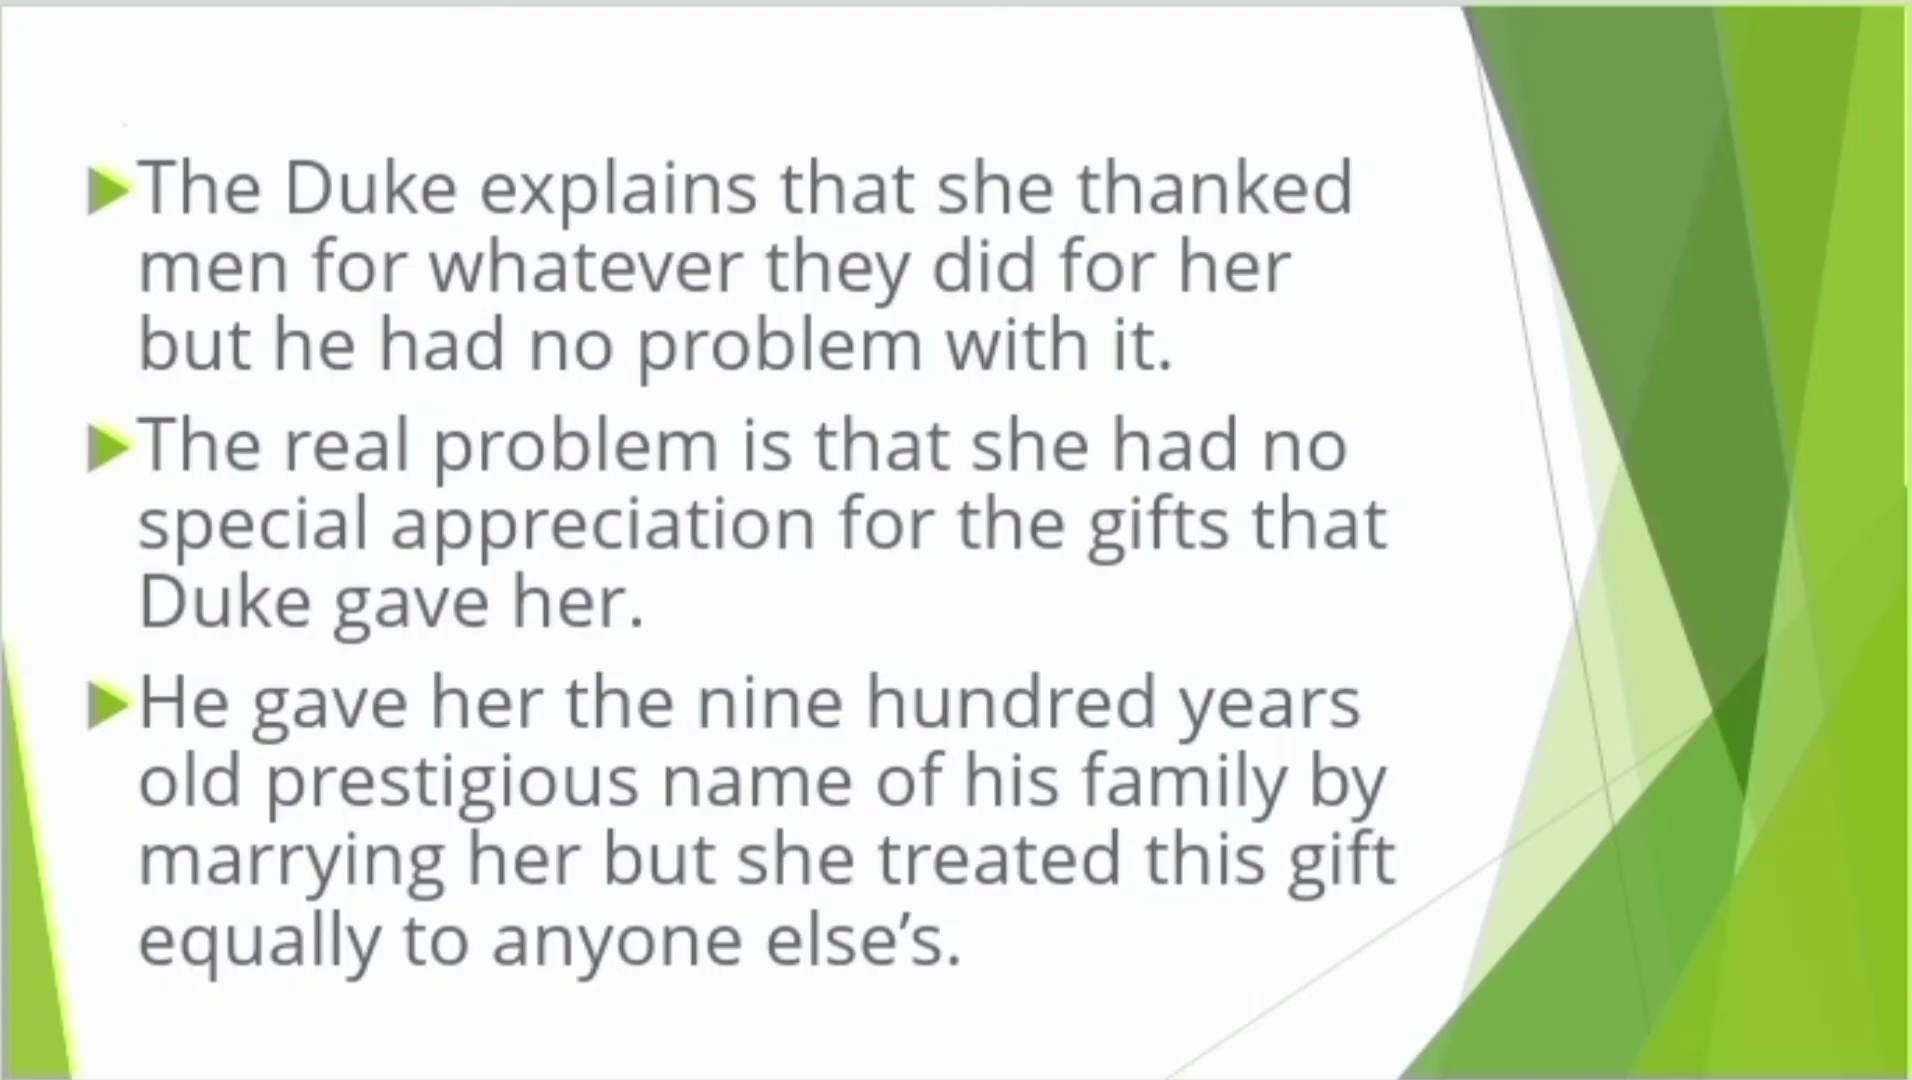 The Duke explains that she thanked
men for whatever they did for her
but he had no problem with it.
The real problem is that she had no
special appreciation for the gifts that
Duke gave her.
He gave her the nine hundred years
old prestigious name of his family by
marrying her but she treated this gift
equally to anyone else’s.